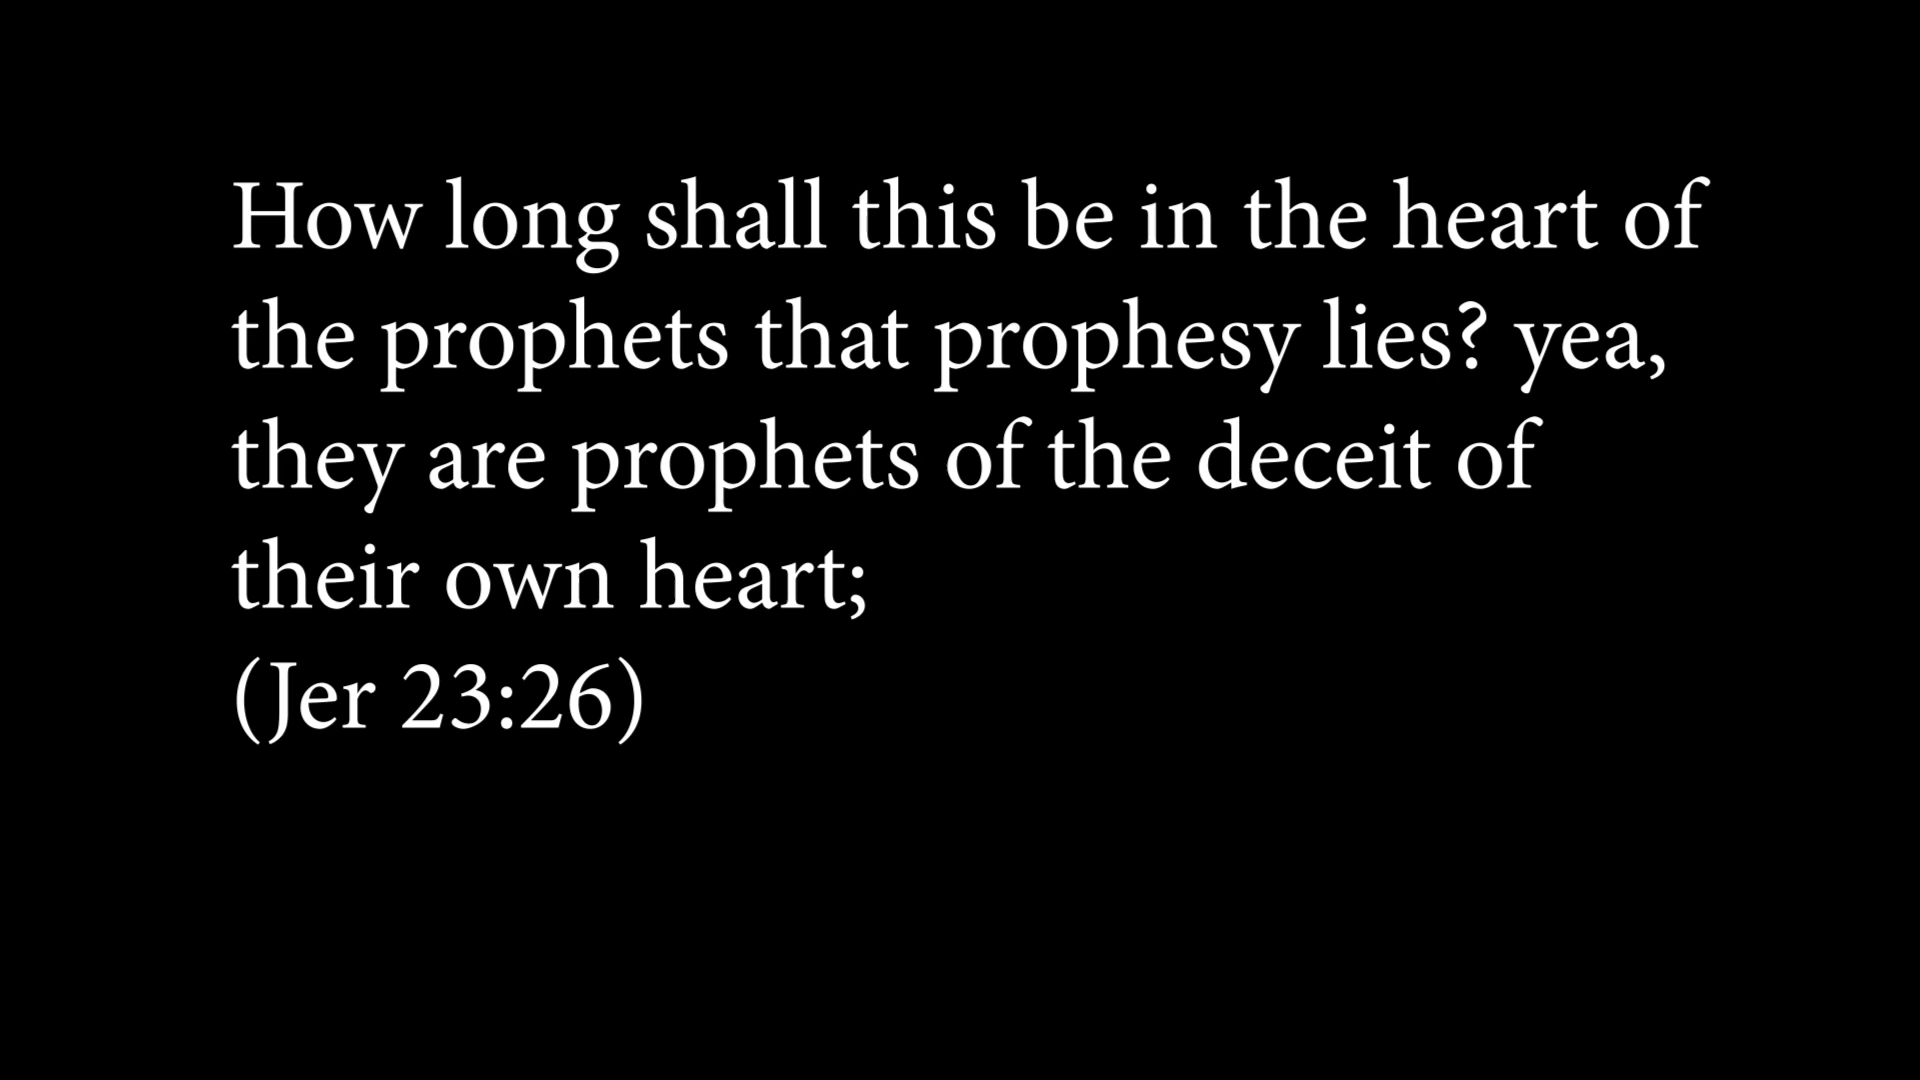 How long shall this be in the heart of
the prophets that prophesy lies? yea,
they are prophets of the deceit of
their own heart;
(Jer 23:26)